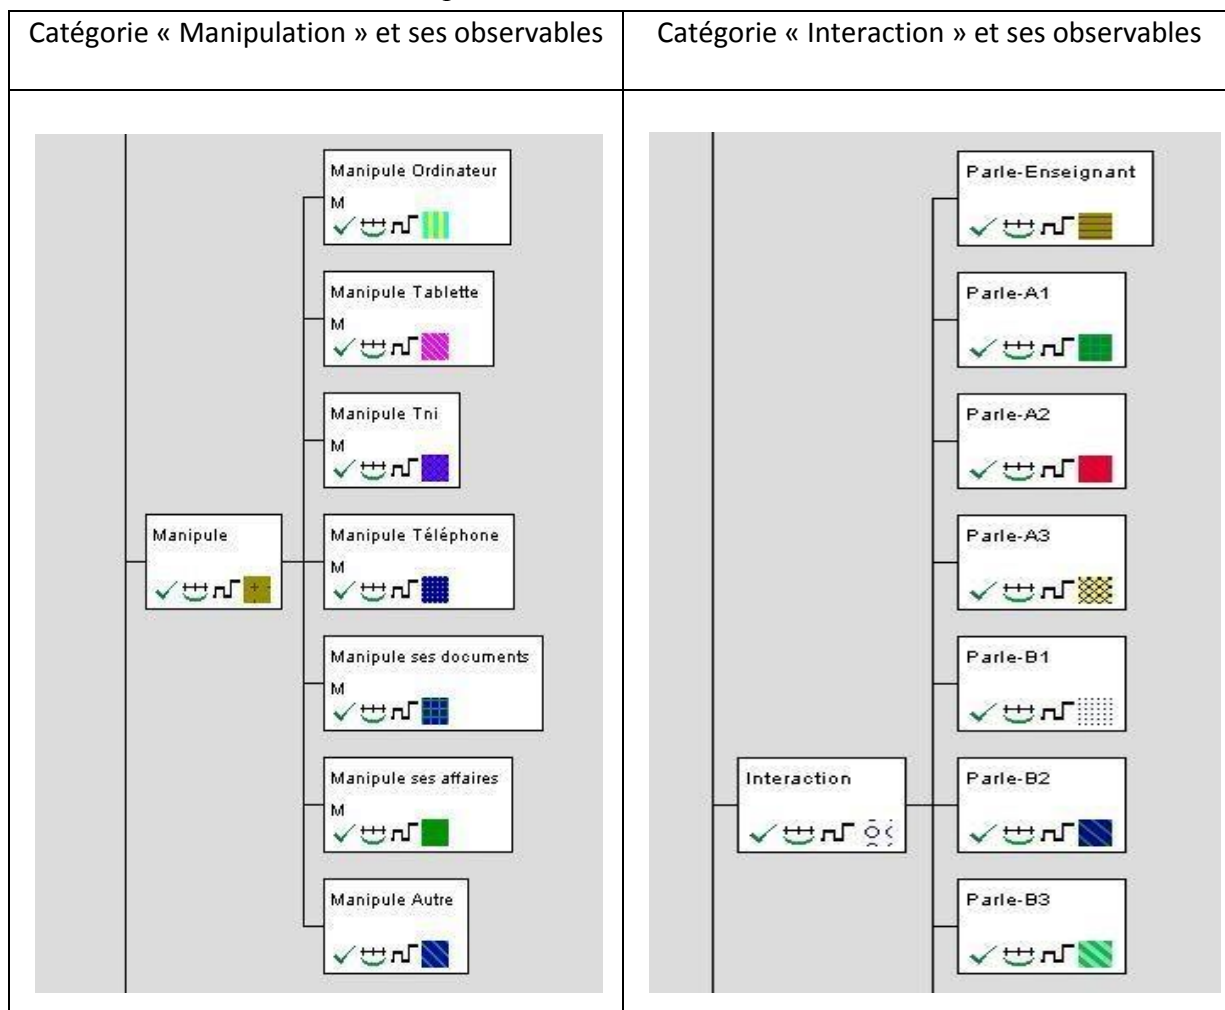 Catégorie « Manipulation » et ses observables
Catégorie « Interaction » et ses observables
Manipule Ordinateur
M
Manipule Tablette
M
Manipule Tni
M
Manipule
Manipule Téléphone
M
Manipule ses documents
M
Manipule ses affaires
M
Manipule Autre
Parle-Enseignant
Parle-A1
Parle-A2
Parle-A3
Parle-B1
Interaction
Parle-B2
Parle-B3